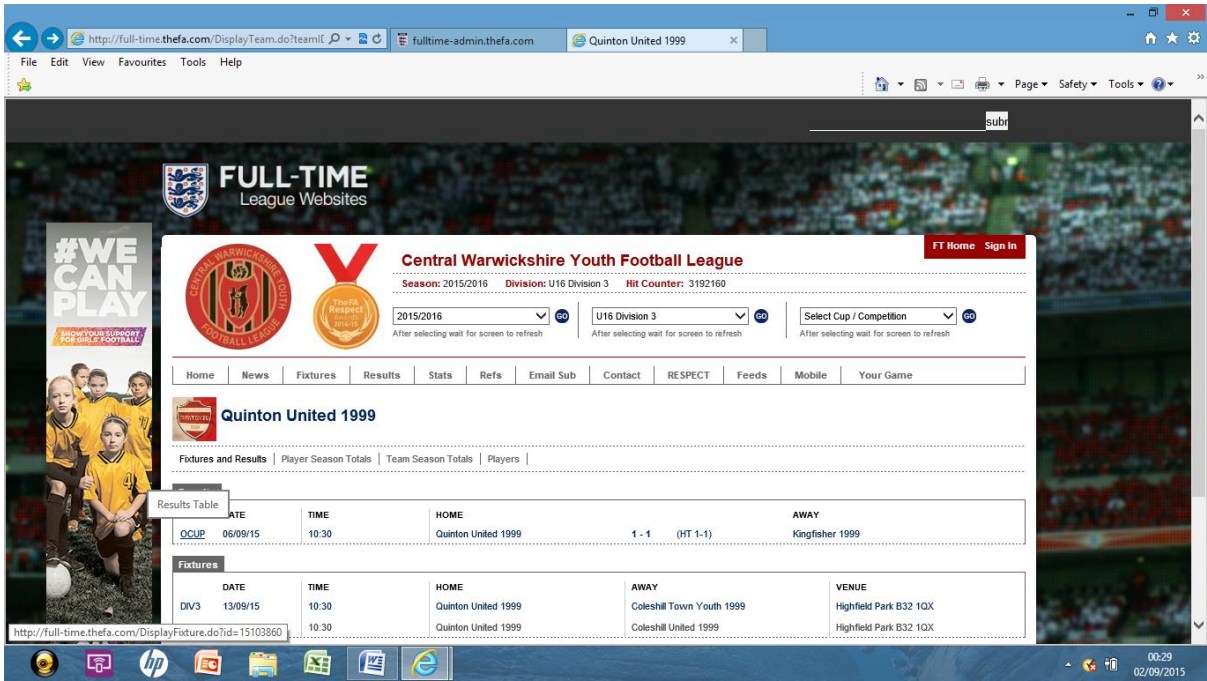 http://full-time.thefa.com/DisplayTeam.do?teamI
fulltime-admin.thefa.com
Quinton United 1999
File Edit View Favourites Tools Help
Page Safety Tools
subr
FULL-TIME
League Websites
#WE
CAN
PLAY
SHOW YOUR SUPPORT
FOR GIRLS' FOOTBALL
CENTRAL WARWICKSHIRE YOUTH
FOOTBALL LEAGUE
The FA
Respect
Awards
2014-15
FT Home Sign In
Central Warwickshire Youth Football League
Season: 2015/2016 Division: U16 Division 3 Hit Counter: 3192160
2015/2016 GO U16 Division 3 GO Select Cup / Competition GO
After selecting wait for screen to refresh After selecting wait for screen to refresh After selecting wait for screen to refresh
Home News Fixtures Results Stats Refs Email Sub Contact RESPECT Feeds Mobile Your Game
Quinton United 1999
Fixtures and Results Player Season Totals Team Season Totals Players
Results Table
ATE TIME HOME AWAY
OCUP 06/09/15 10:30 Quinton United 1999 1 - 1 (HT 1-1) Kingfisher 1999
Fixtures
DATE TIME HOME AWAY VENUE
DIV3 13/09/15 10:30 Quinton United 1999 Coleshill Town Youth 1999 Highfield Park B32 1QX
10:30 Quinton United 1999 Coleshill United 1999 Highfield Park B32 1QX
http://full-time.thefa.com/DisplayFixture.do?id=15103860
00:29
02/09/2015